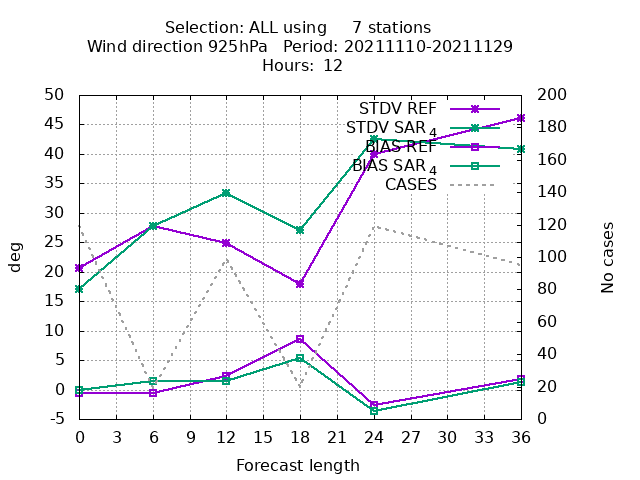 Selection: ALL using 7 stations
Wind direction 925hPa Period: 20211110-20211129
Hours: 12
50 200
STDV REF
45 180
STDV SAR 4
40 BIAS REF 160
BIAS SAR 4
35 CASES 140
30 120
25 100
20 80
15 60
10 40
5 20
0 0
-5
deg
No cases
0 3 6 9 12 15 18 21 24 27 30 33 36
Forecast length